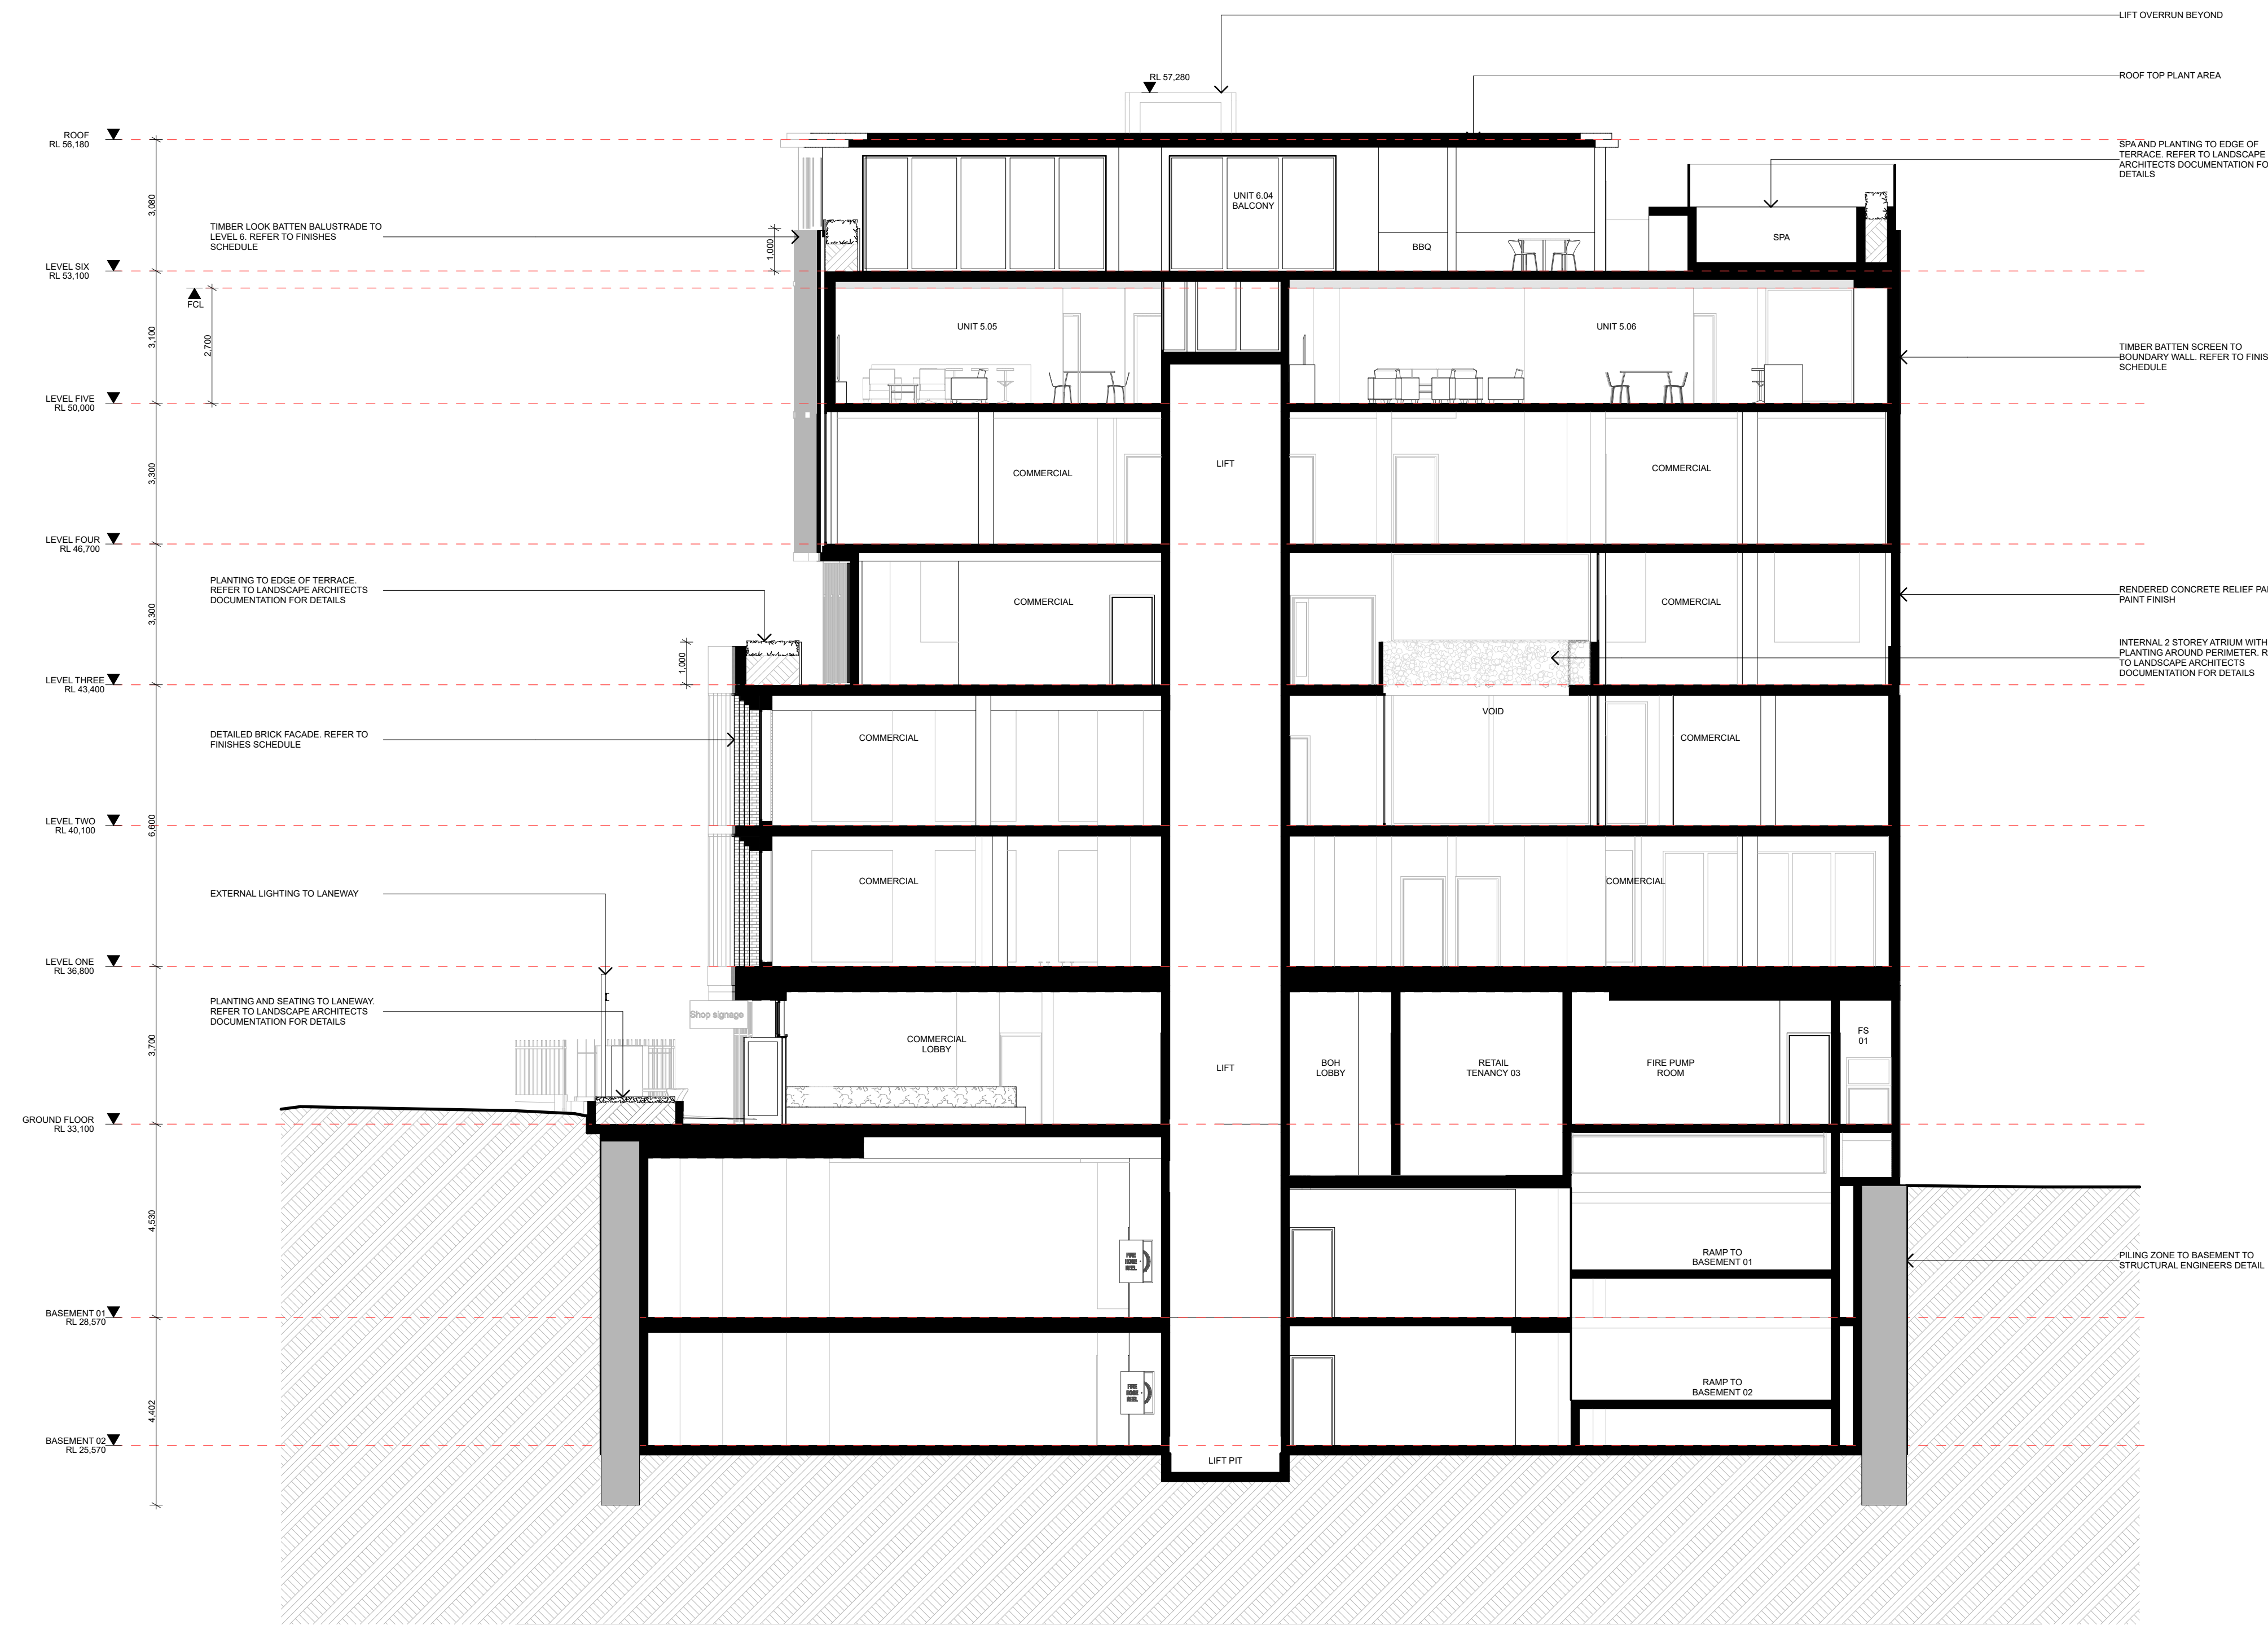 LIFT OVERRUN BEYOND
RL 57,280
ROOF TOP PLANT AREA
ROOF
RL 56,180
SPA AND PLANTING TO EDGE OF
TERRACE. REFER TO LANDSCAPE
ARCHITECTS DOCUMENTATION FO
DETAILS
3,080
UNIT 6.04
BALCONY
TIMBER LOOK BATTEN BALUSTRADE TO
LEVEL 6. REFER TO FINISHES
SCHEDULE
1,000
BBQ
SPA
LEVEL SIX
RL 53,100
FCL
3,100
2,700
UNIT 5.05
UNIT 5.06
TIMBER BATTEN SCREEN TO
BOUNDARY WALL. REFER TO FINIS
SCHEDULE
LEVEL FIVE
RL 50,000
3,300
COMMERCIAL
LIFT
COMMERCIAL
LEVEL FOUR
RL 46,700
PLANTING TO EDGE OF TERRACE.
REFER TO LANDSCAPE ARCHITECTS
DOCUMENTATION FOR DETAILS
3,300
COMMERCIAL
COMMERCIAL
RENDERED CONCRETE RELIEF PA
PAINT FINISH
1,000
INTERNAL 2 STOREY ATRIUM WITH
PLANTING AROUND PERIMETER. R
TO LANDSCAPE ARCHITECTS
DOCUMENTATION FOR DETAILS
LEVEL THREE
RL 43,400
VOID
DETAILED BRICK FACADE. REFER TO
FINISHES SCHEDULE
COMMERCIAL
COMMERCIAL
LEVEL TWO
RL 40,100
6,600
COMMERCIAL
COMMERCIAL
EXTERNAL LIGHTING TO LANEWAY
LEVEL ONE
RL 36,800
PLANTING AND SEATING TO LANEWAY.
REFER TO LANDSCAPE ARCHITECTS
DOCUMENTATION FOR DETAILS
Shop signage
3,700
COMMERCIAL
LOBBY
LIFT
BOH
LOBBY
RETAIL
TENANCY 03
FIRE PUMP
ROOM
FS
01
GROUND FLOOR
RL 33,100
4,530
FIRE
HOSE
REEL
RAMP TO
BASEMENT 01
PILING ZONE TO BASEMENT TO
STRUCTURAL ENGINEERS DETAIL
BASEMENT 01
RL 28,570
4,402
FIRE
HOSE
REEL
RAMP TO
BASEMENT 02
BASEMENT 02
RL 25,570
LIFT PIT